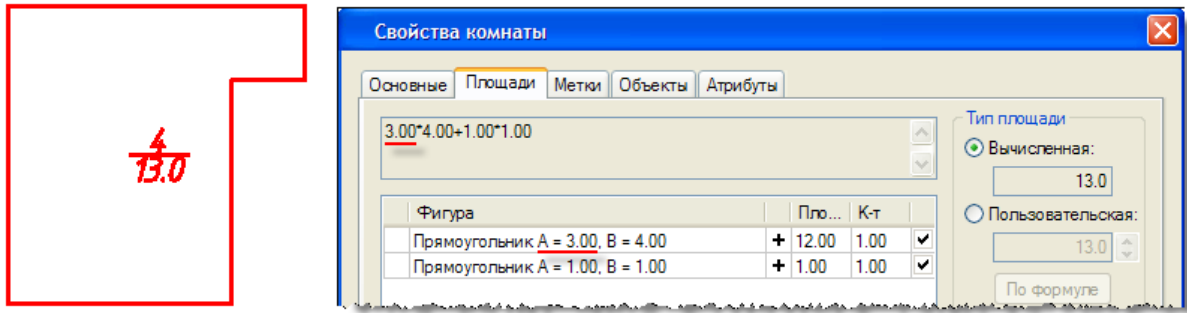 4
13.0
Свойства комнаты
Основные Площади Метки Объекты Атрибуты
3.00*4.00+1.00*1.00
Тип площади
Вычисленная:
13.0
Пользовательская:
13.0
По формуле
Фигура Пло... К-т
Прямоугольник A = 3.00, B = 4.00 + 12.00 1.00
Прямоугольник A = 1.00, B = 1.00 + 1.00 1.00